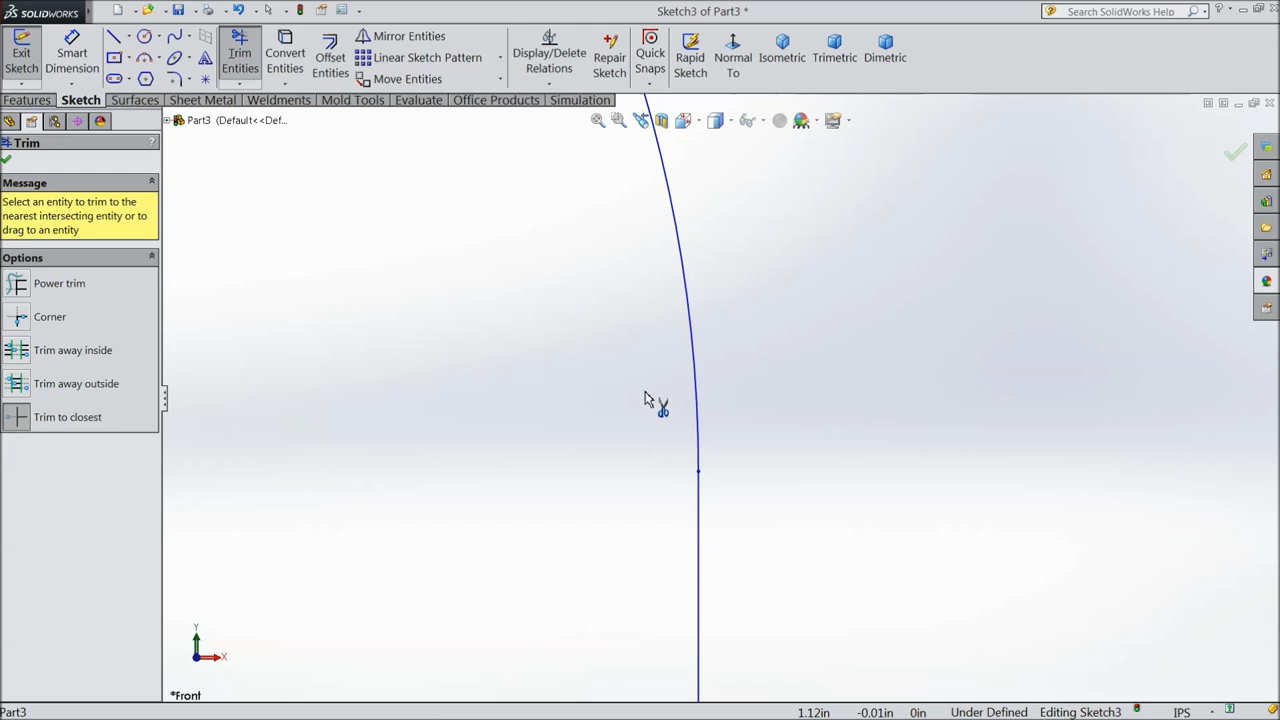 SOLIDWORKS
Sketch3 of Part3 *
Search SolidWorks Help
Exit Sketch
Smart Dimension
Trim Entities
Convert Entities
Offset Entities
Mirror Entities
Linear Sketch Pattern
Move Entities
Display/Delete Relations
Repair Sketch
Quick Snaps
Rapid Sketch
Normal To
Isometric
Trimetric
Dimetric
Features
Sketch
Surfaces
Sheet Metal
Weldments
Mold Tools
Evaluate
Office Products
Simulation
Part3 (Default<<Def...
Trim
?
Message
Select an entity to trim to the
nearest intersecting entity or to
drag to an entity
Options
Power trim
Corner
Trim away inside
Trim away outside
Trim to closest
Y
X
*Front
Part3
1.12in
-0.01in
0in
Under Defined
Editing Sketch3
IPS
?